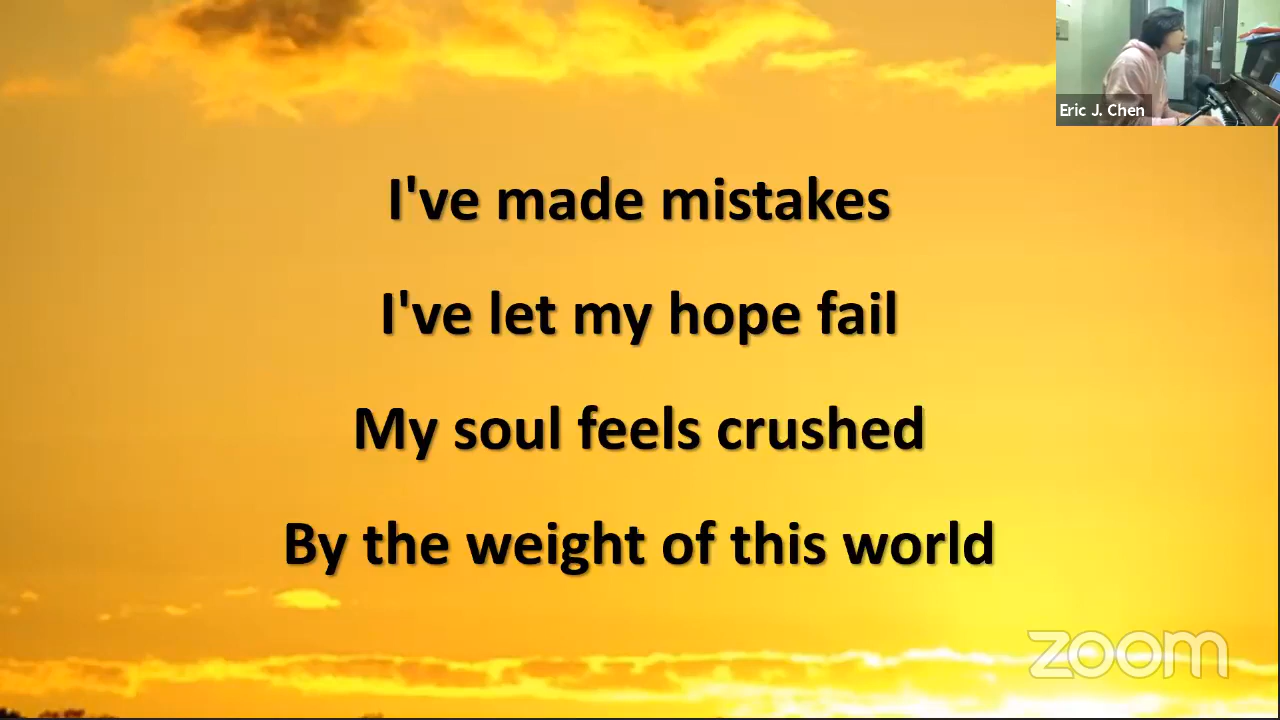 Eric J. Chen
I've made mistakes
I've let my hope fail
My soul feels crushed
By the weight of this world
zoom